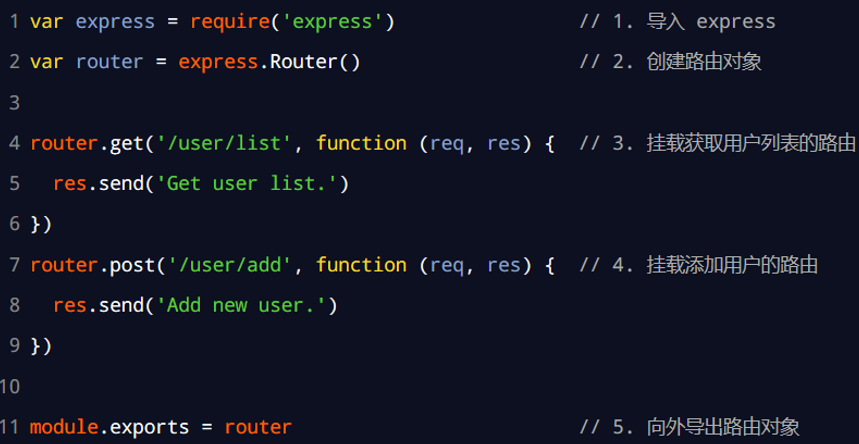 1 var express = require('express') // 1. 导入 express
2 var router = express.Router() // 2. 创建路由对象
3
4 router.get('/user/list', function (req, res) { // 3. 挂载获取用户列表的路由
5   res.send('Get user list.')
6 })
7 router.post('/user/add', function (req, res) { // 4. 挂载添加用户的路由
8   res.send('Add new user.')
9 })
10
11 module.exports = router // 5. 向外导出路由对象